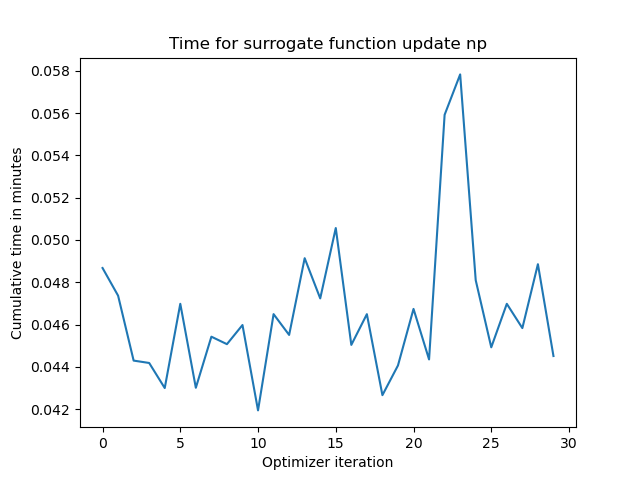 Time for surrogate function update np
Cumulative time in minutes
0.058
0.056
0.054
0.052
0.050
0.048
0.046
0.044
0.042
0 5 10 15 20 25 30
Optimizer iteration